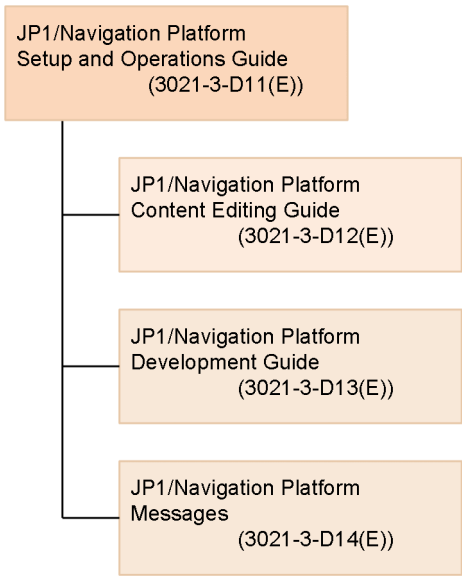 JP1/Navigation Platform
Setup and Operations Guide
(3021-3-D11(E))
JP1/Navigation Platform
Content Editing Guide
(3021-3-D12(E))
JP1/Navigation Platform
Development Guide
(3021-3-D13(E))
JP1/Navigation Platform
Messages
(3021-3-D14(E))